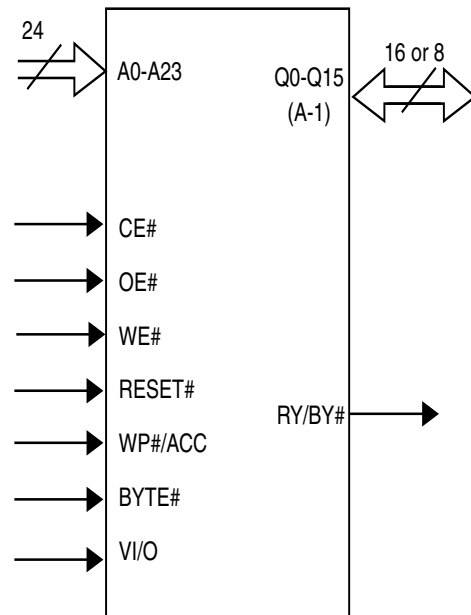 24
A0-A23
Q0-Q15
(A-1)
16 or 8
CE#
OE#
WE#
RESET#
RY/BY#
WP#/ACC
BYTE#
VI/O